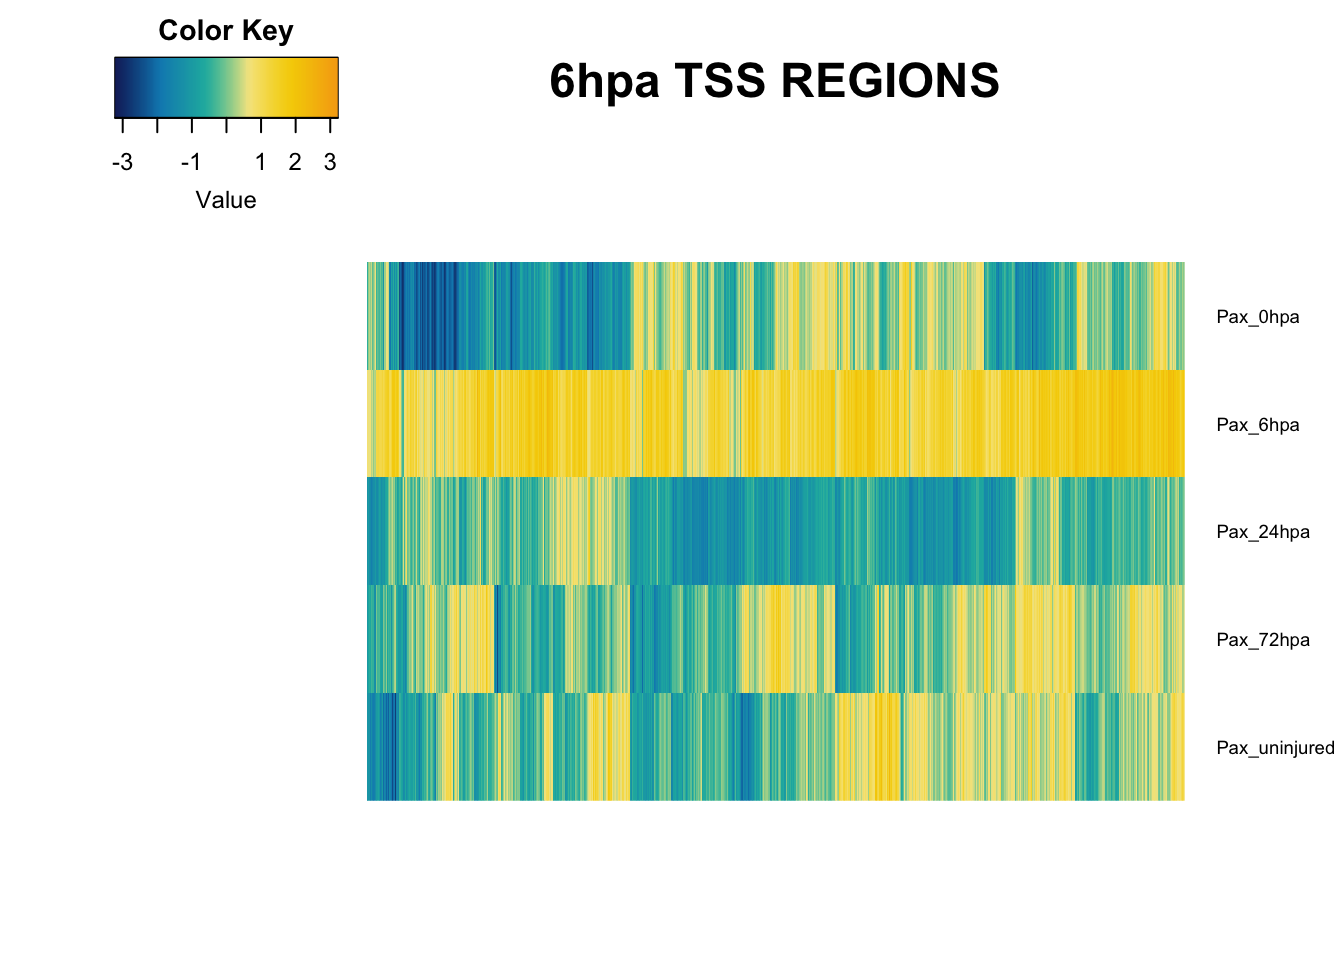 Color Key
6hpa TSS REGIONS
-3 -1 1 2 3
Value
Pax_0hpa
Pax_6hpa
Pax_24hpa
Pax_72hpa
Pax_uninjured